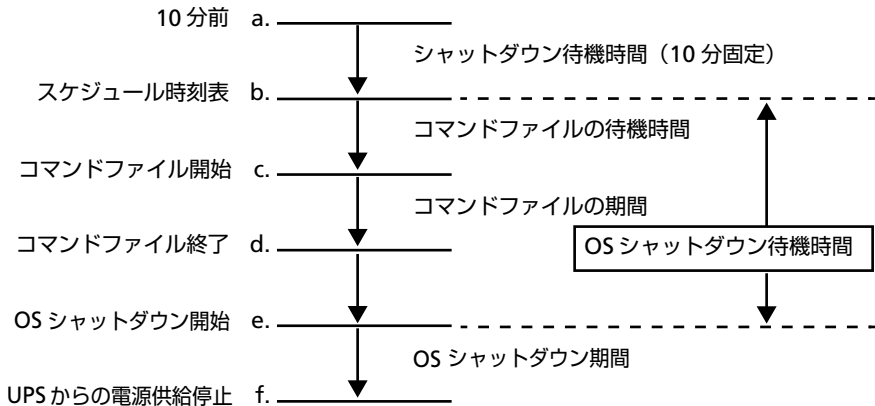 10 分前 a.
シャットダウン待機時間（10 分固定）
スケジュール時刻表 b.
コマンドファイルの待機時間
コマンドファイル開始 c.
コマンドファイルの期間
コマンドファイル終了 d.
OS シャットダウン待機時間
OS シャットダウン開始 e.
OS シャットダウン期間
UPS からの電源供給停止 f.